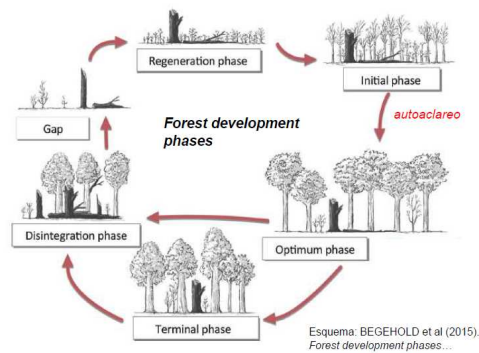 Regeneration phase
Initial phase
autoaclareo
Gap
Forest development
phases
Disintegration phase
Optimum phase
Terminal phase
Esquema: BEGEHOLD et al (2015).
Forest development phases…